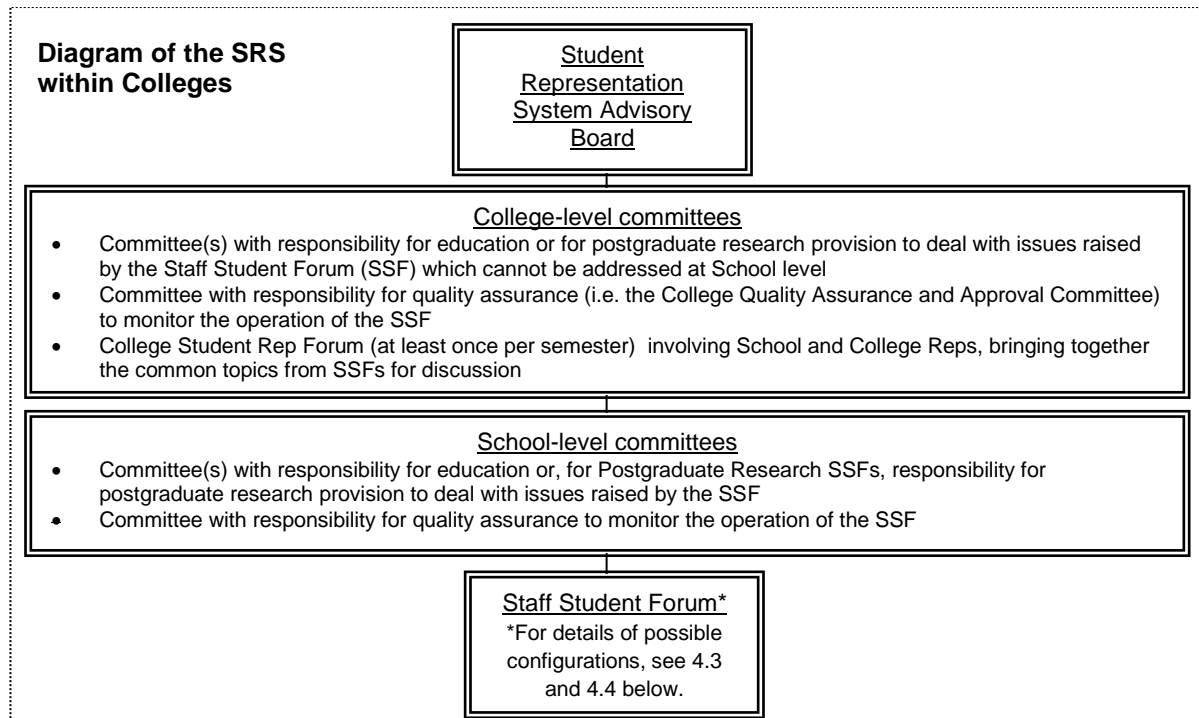 Diagram of the SRS
within Colleges
Student
Representation
System Advisory
Board
College-level committees
• Committee(s) with responsibility for education or for postgraduate research provision to deal with issues raised
by the Staff Student Forum (SSF) which cannot be addressed at School level
• Committee with responsibility for quality assurance (i.e. the College Quality Assurance and Approval Committee)
to monitor the operation of the SSF
• College Student Rep Forum (at least once per semester) involving School and College Reps, bringing together
the common topics from SSFs for discussion
School-level committees
• Committee(s) with responsibility for education or, for Postgraduate Research SSFs, responsibility for
postgraduate research provision to deal with issues raised by the SSF
• Committee with responsibility for quality assurance to monitor the operation of the SSF
Staff Student Forum*
*For details of possible
configurations, see 4.3
and 4.4 below.